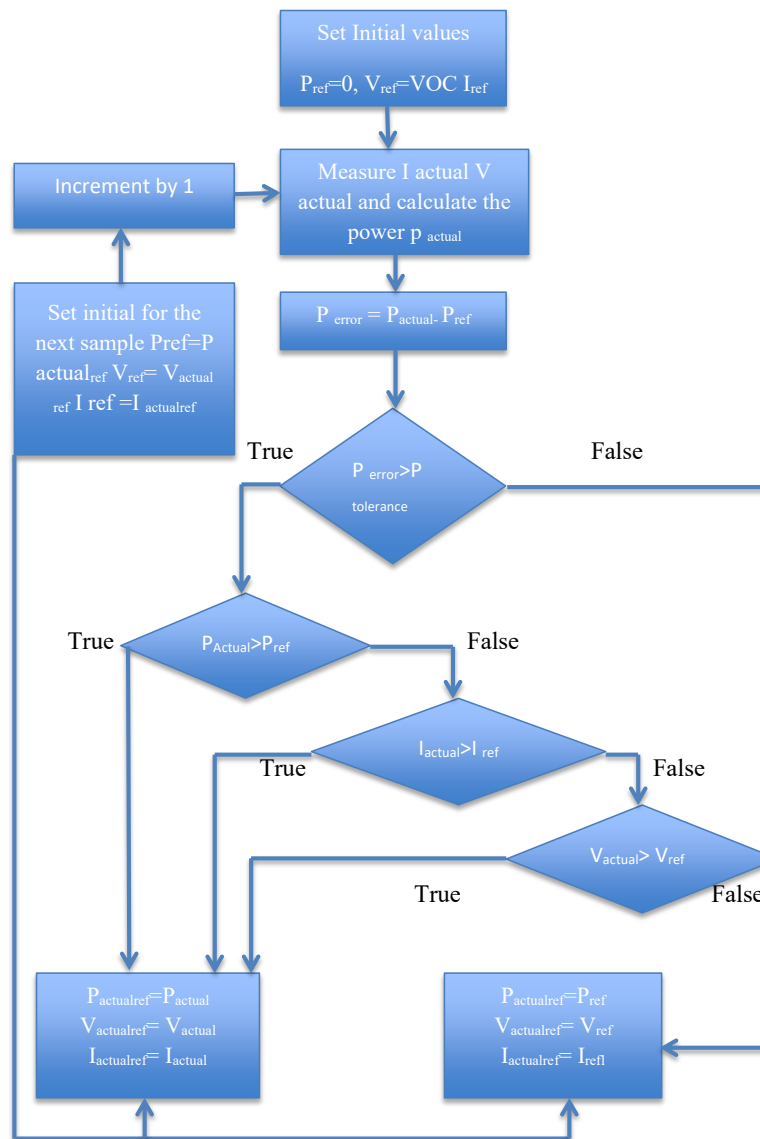 Set Initial values
Pref=0, Vref=VOC Iref
Increment by 1
Measure I actual V
actual and calculate the
power p actual
Set initial for the
next sample Pref=P
actualref Vref= Vactual
ref I ref =I actualref
P error = Pactual- Pref
True
False
P error>P
tolerance
True
PActual>Pref
False
Iactual>I ref
True
False
Vactual> Vref
True
False
Pactualref=Pactual
Vactualref= Vactual
Iactualref= Iactual
Pactualref=Pref
Vactualref= Vref
Iactualref= Irefl